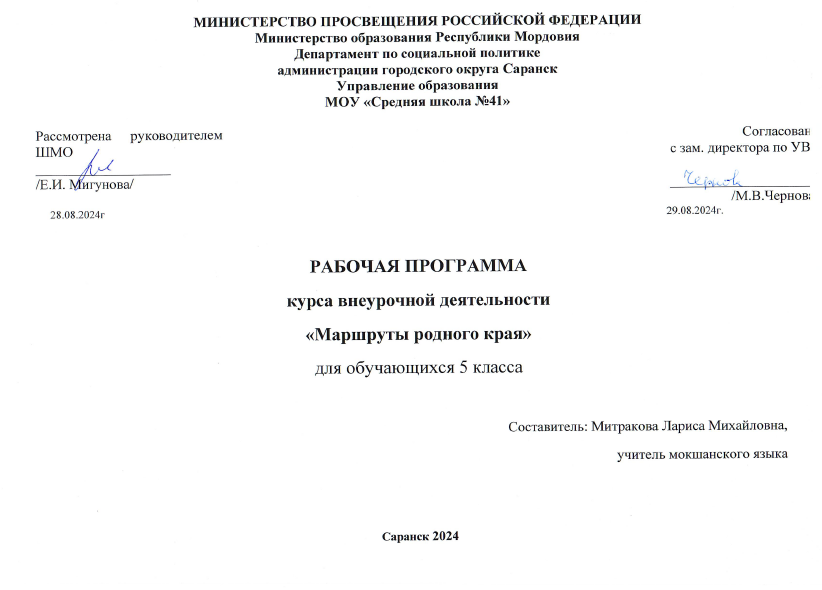 МИНИСТЕРСТВО ПРОСВЕЩЕНИЯ РОССИЙСКОЙ ФЕДЕРАЦИИ
Министерство образования Республики Мордовия
Департамент по социальной политике
администрации городского округа Саранск
Управление образования
МОУ «Средняя школа №41»
Рассмотрена руководителем
ШМО
/Е.И. Мигунова/
28.08.2024г
Согласован
с зам. директора по УВ
Чернов
/М.В.Чернова
29.08.2024г.
РАБОЧАЯ ПРОГРАММА
курса внеурочной деятельности
«Маршруты родного края»
для обучающихся 5 класса
Составитель: Митракова Лариса Михайловна,
учитель мокшанского языка
Саранск 2024